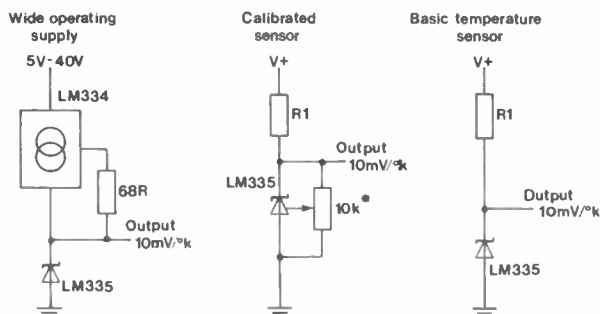 Wide operating
supply
5V-40V
LM334
68R
Output
10mV/°k
LM335
Calibrated
sensor
V+
R1
Output
10mV/°k
LM335
10k*
Basic temperature
sensor
V+
R1
Dutput
10mV/°k
LM335